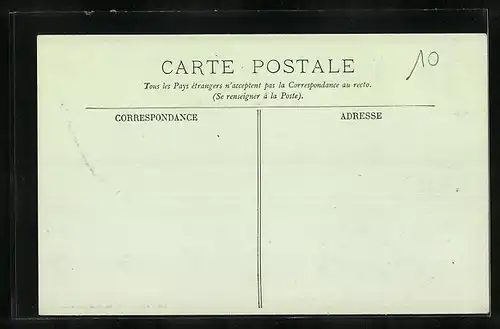 CARTE POSTALE
10
Tous les Pays étrangers n'acceptent pas la Correspondance au recto.
(Se renseigner à la Poste).
CORRESPONDANCE
ADRESSE